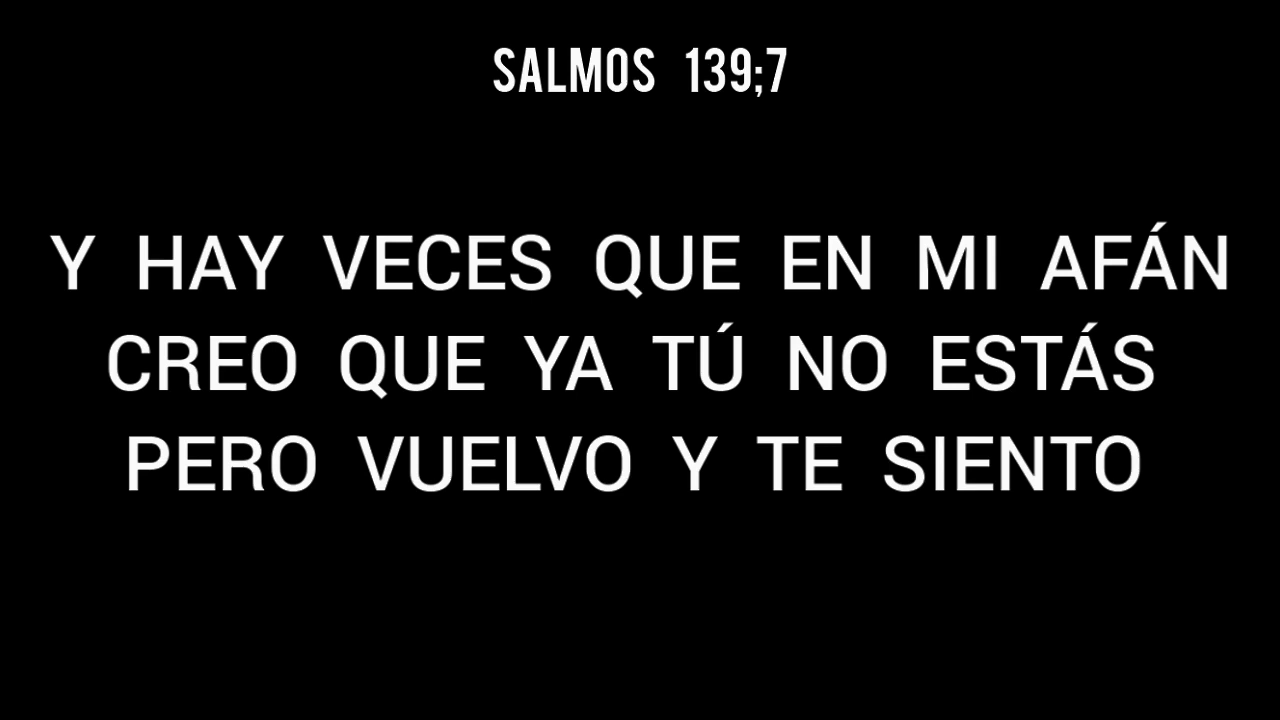 SALMOS 139;7
Y HAY VECES QUE EN MI AFÁN
CREO QUE YA TÚ NO ESTÁS
PERO VUELVO Y TE SIENTO